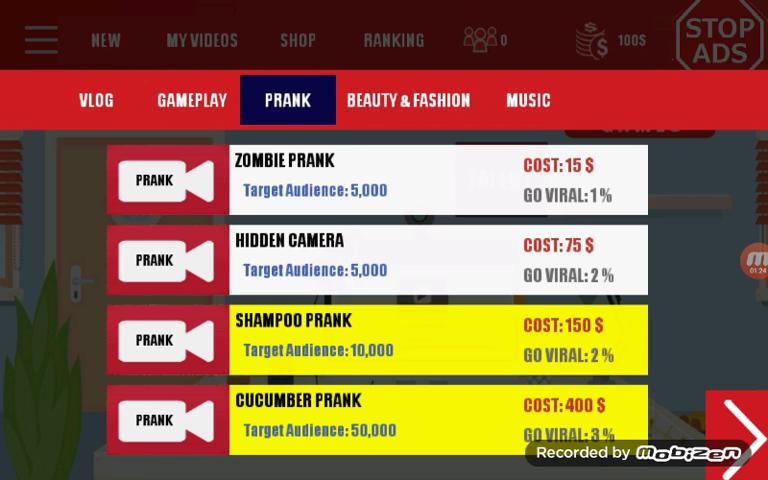 NEW MY VIDEOS SHOP RANKING 0 100$ STOP ADS
VLOG GAMEPLAY PRANK BEAUTY & FASHION MUSIC
PRANK
ZOMBIE PRANK
Target Audience: 5,000
COST: 15 $
GO VIRAL: 1 %
PRANK
HIDDEN CAMERA
Target Audience: 5,000
COST: 75 $
GO VIRAL: 2 %
PRANK
SHAMPOO PRANK
Target Audience: 10,000
COST: 150 $
GO VIRAL: 2 %
PRANK
CUCUMBER PRANK
Target Audience: 50,000
COST: 400 $
GO VIRAL: 3 %
01:24
Recorded by MOBIZEN